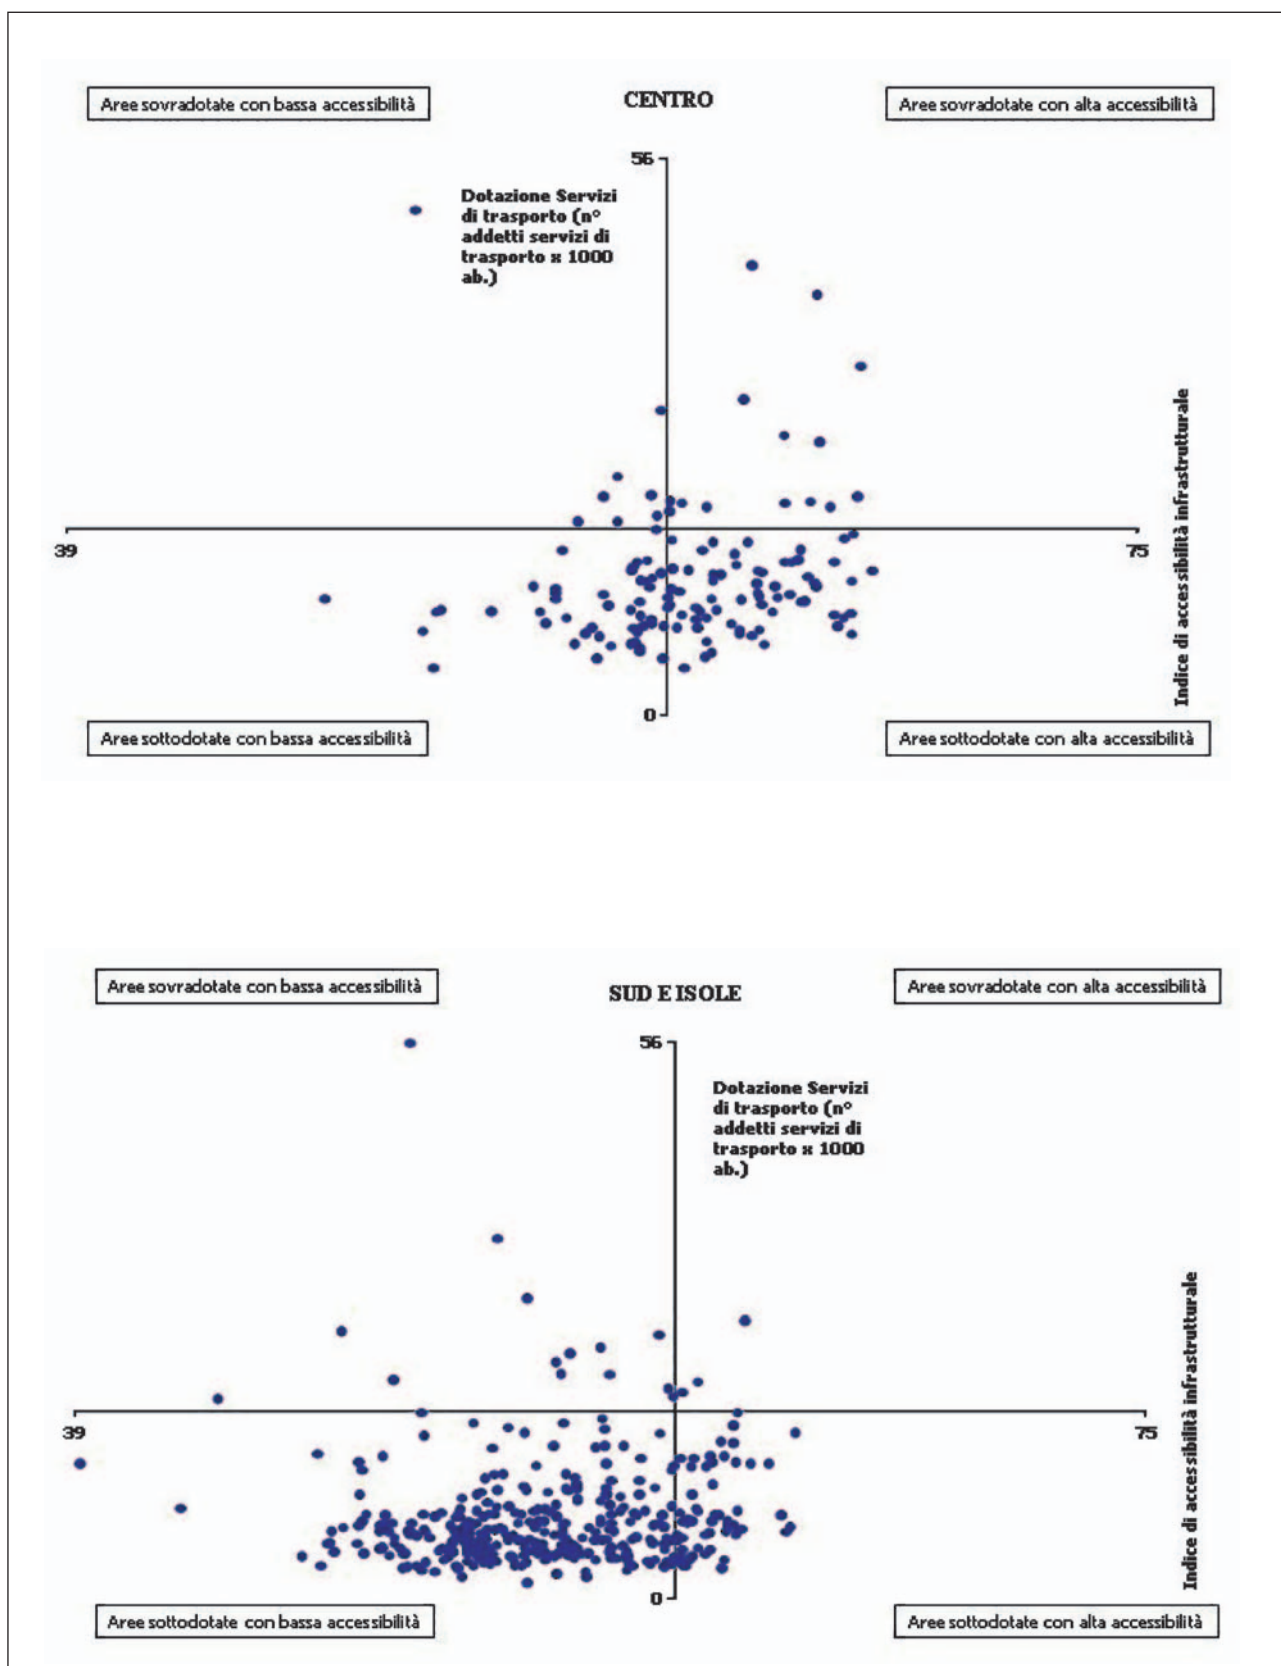 Aree sovradotate con bassa accessibilità
CENTRO
Aree sovradotate con alta accessibilità
56
Dotazione Servizi
di trasporto (n°
addetti servizi di
trasporto x 1000
ab.)
39
75
Indice di accessibilità infrastrutturale
0
Aree sottodotate con bassa accessibilità
Aree sottodotate con alta accessibilità
Aree sovradotate con bassa accessibilità
SUD E ISOLE
Aree sovradotate con alta accessibilità
56
Dotazione Servizi
di trasporto (n°
addetti servizi di
trasporto x 1000
ab.)
39
75
Indice di accessibilità infrastrutturale
0
Aree sottodotate con bassa accessibilità
Aree sottodotate con alta accessibilità